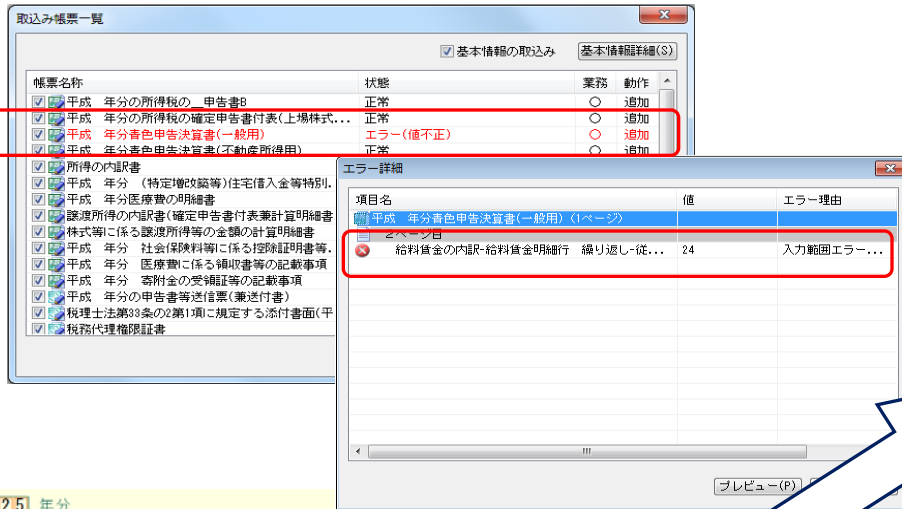 取込み帳票一覧
基本情報の取込み 基本情報詳細(S)
帳票名称 状態 業務 動作
平成 年分の所得税の__申告書B 正常 ○ 追加
平成 年分の所得税の確定申告書付表(上場株式... 正常 ○ 追加
平成 年分青色申告決算書(一般用) エラー(値不正) ○ 追加
平成 年分青色申告決算書(不動産所得用) 正常 ○ 追加
所得の内訳書
平成 年分 (特定増改築等)住宅借入金等特別.
平成 年分医療費の明細書
譲渡所得の内訳書(確定申告書付表兼計算明細書
株式等に係る譲渡所得等の金額の計算明細書
平成 年分 社会保険料等に係る控除証明書等.
平成 年分 医療費に係る領収書等の記載事項
平成 年分 寄附金の受領証等の記載事項
平成 年分の申告書等送信票(兼送付書)
税理士法第33条の2第1項に規定する添付書面(平
税務代理権限証書
エラー詳細
項目名 値 エラー理由
平成 年分青色申告決算書(一般用) (1ページ)
2ページ目
給料賃金の内訳-給料賃金明細行 繰り返し-従... 24 入力範囲エラー...
プレビュー(P)
25 年分